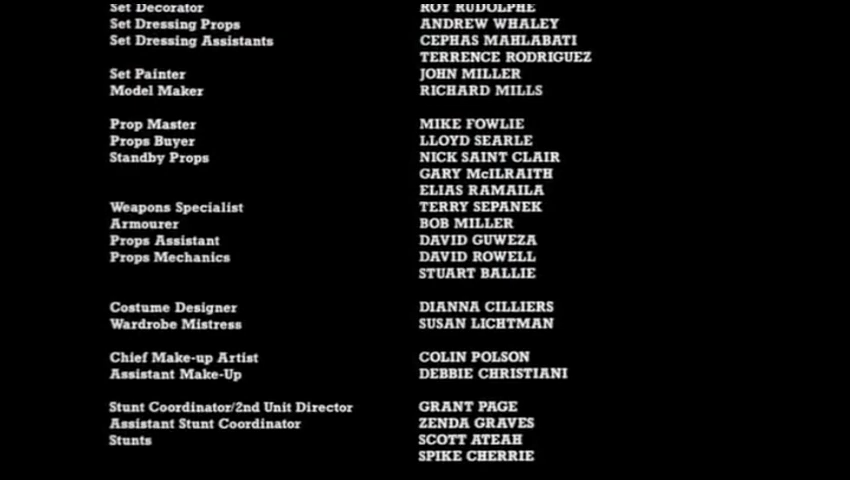 Set Decorator ROY RUDOLPHE
Set Dressing Props ANDREW WHALEY
Set Dressing Assistants CEPHAS MAHLABATI
TERRENCE RODRIGUEZ
Set Painter JOHN MILLER
Model Maker RICHARD MILLS
Prop Master MIKE FOWLIE
Props Buyer LLOYD SEARLE
Standby Props NICK SAINT CLAIR
GARY McILRAITH
ELIAS RAMAILA
Weapons Specialist TERRY SEPANEK
Armourer BOB MILLER
Props Assistant DAVID GUWEZA
Props Mechanics DAVID ROWELL
STUART BALLIE
Costume Designer DIANNA CILLIERS
Wardrobe Mistress SUSAN LICHTMAN
Chief Make-up Artist COLIN POLSON
Assistant Make-Up DEBBIE CHRISTIANI
Stunt Coordinator/2nd Unit Director GRANT PAGE
Assistant Stunt Coordinator ZENDA GRAVES
Stunts SCOTT ATEAH
SPIKE CHERRIE